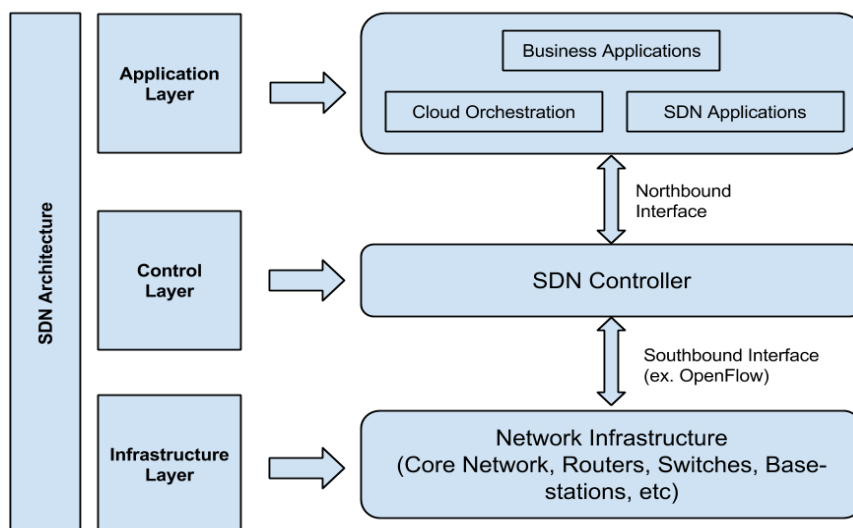 SDN Architecture
Application
Layer
Business Applications
Cloud Orchestration
SDN Applications
Northbound
Interface
Control
Layer
SDN Controller
Southbound Interface
(ex. OpenFlow)
Infrastructure
Layer
Network Infrastructure
(Core Network, Routers, Switches, Base-
stations, etc)